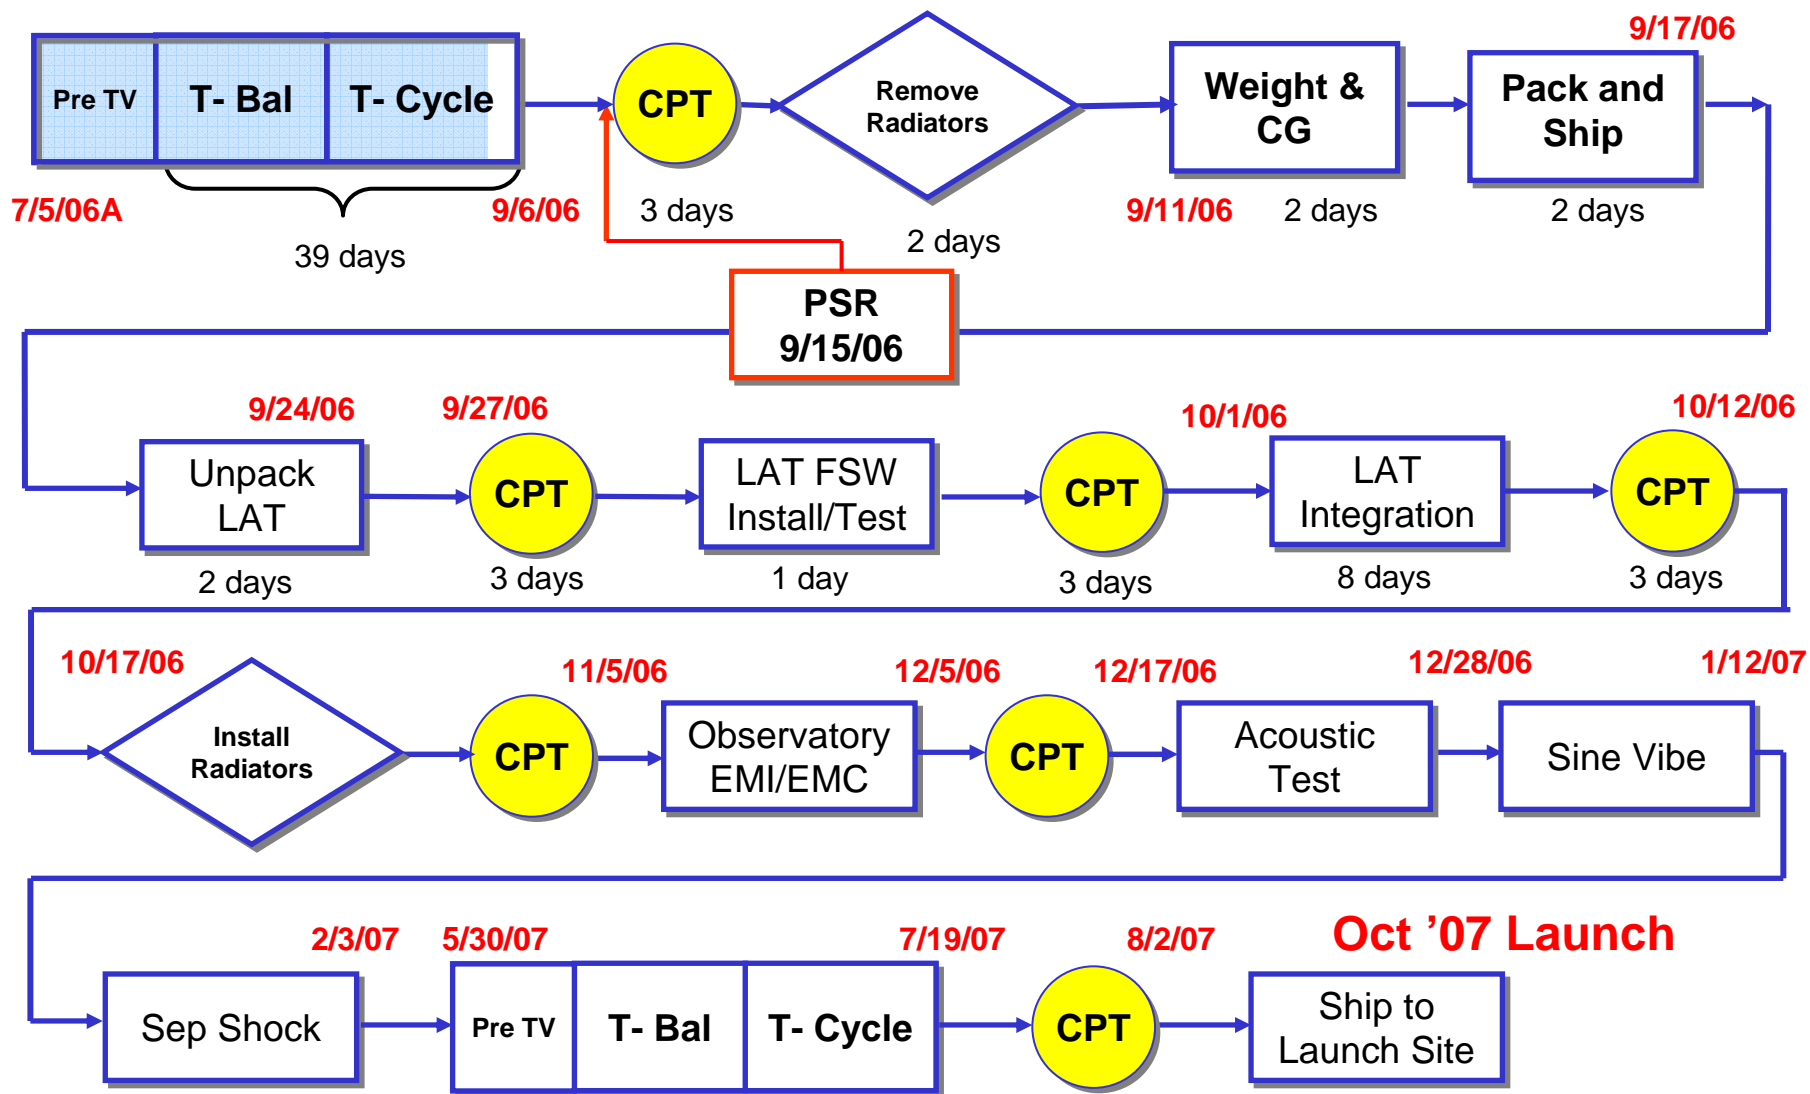 9/17/06
Pre TV
T- Bal
T- Cycle
CPT
Remove
Radiators
Weight &
CG
Pack and
Ship
7/5/06A
9/6/06
3 days
9/11/06
2 days
2 days
39 days
2 days
PSR
9/15/06
9/24/06
9/27/06
10/1/06
10/12/06
Unpack
LAT
CPT
LAT FSW
Install/Test
CPT
LAT
Integration
CPT
2 days
3 days
1 day
3 days
8 days
3 days
10/17/06
11/5/06
12/5/06
12/17/06
12/28/06
1/12/07
Install
Radiators
CPT
Observatory
EMI/EMC
CPT
Acoustic
Test
Sine Vibe
2/3/07
5/30/07
7/19/07
8/2/07
Oct ’07 Launch
Sep Shock
Pre TV
T- Bal
T- Cycle
CPT
Ship to
Launch Site